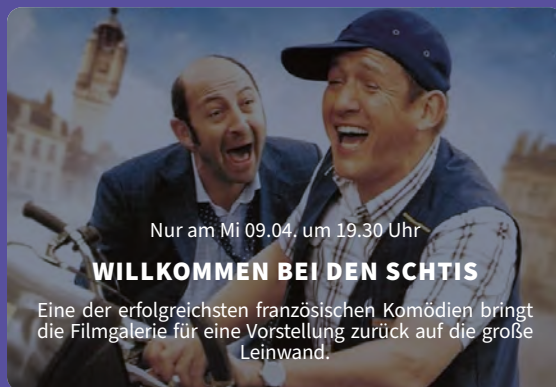 Nur am Mi 09.04. um 19.30 Uhr
WILLKOMMEN BEI DEN SCHTIS
Eine der erfolgreichsten französischen Komödien bringt
die Filmgalerie für eine Vorstellung zurück auf die große
Leinwand.